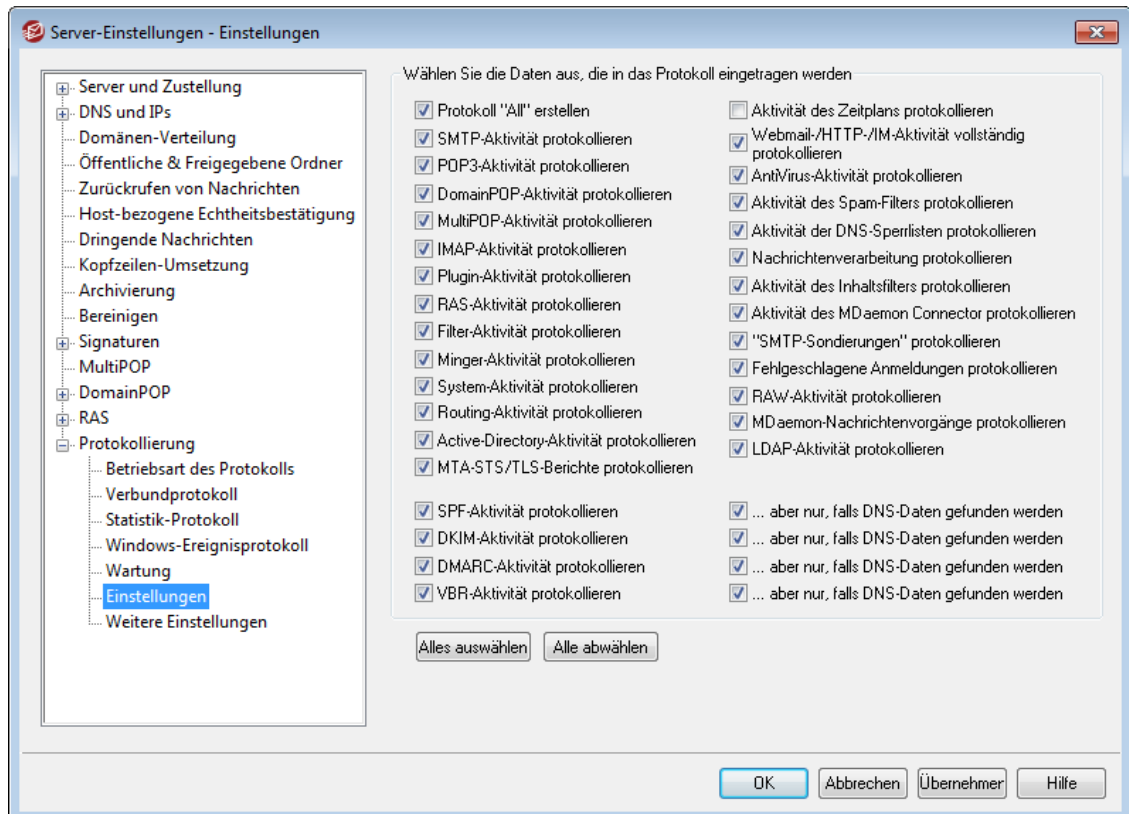 Server-Einstellungen - Einstellungen
Server und Zustellung
DNS und IPs
Domänen-Verteilung
Öffentliche & Freigegebene Ordner
Zurückrufen von Nachrichten
Host-bezogene Echtheitsbestätigung
Dringende Nachrichten
Kopfzeilen-Umsetzung
Archivierung
Bereinigen
Signaturen
MultiPOP
DomainPOP
RAS
Protokollierung
Betriebsart des Protokolls
Verbundprotokoll
Statistik-Protokoll
Windows-Ereignisprotokoll
Wartung
Einstellungen
Weitere Einstellungen
Wählen Sie die Daten aus, die in das Protokoll eingetragen werden
Protokoll "All" erstellen
SMTP-Aktivität protokollieren
POP3-Aktivität protokollieren
DomainPOP-Aktivität protokollieren
MultiPOP-Aktivität protokollieren
IMAP-Aktivität protokollieren
Plugin-Aktivität protokollieren
RAS-Aktivität protokollieren
Filter-Aktivität protokollieren
Minger-Aktivität protokollieren
System-Aktivität protokollieren
Routing-Aktivität protokollieren
Active-Directory-Aktivität protokollieren
MTA-STS/TLS-Berichte protokollieren
Aktivität des Zeitplans protokollieren
Webmail-/HTTP-/IM-Aktivität vollständig
protokollieren
AntiVirus-Aktivität protokollieren
Aktivität des Spam-Filters protokollieren
Aktivität der DNS-Sperrlisten protokollieren
Nachrichtenverarbeitung protokollieren
Aktivität des Inhaltsfilters protokollieren
Aktivität des MDaemon Connector protokollieren
"SMTP-Sondierungen" protokollieren
Fehlgeschlagene Anmeldungen protokollieren
RAW-Aktivität protokollieren
MDaemon-Nachrichtenvorgänge protokollieren
LDAP-Aktivität protokollieren
SPF-Aktivität protokollieren
... aber nur, falls DNS-Daten gefunden werden
DKIM-Aktivität protokollieren
... aber nur, falls DNS-Daten gefunden werden
DMARC-Aktivität protokollieren
... aber nur, falls DNS-Daten gefunden werden
VBR-Aktivität protokollieren
... aber nur, falls DNS-Daten gefunden werden
Alles auswählen
Alle abwählen
OK
Abbrechen
Übernehmer
Hilfe